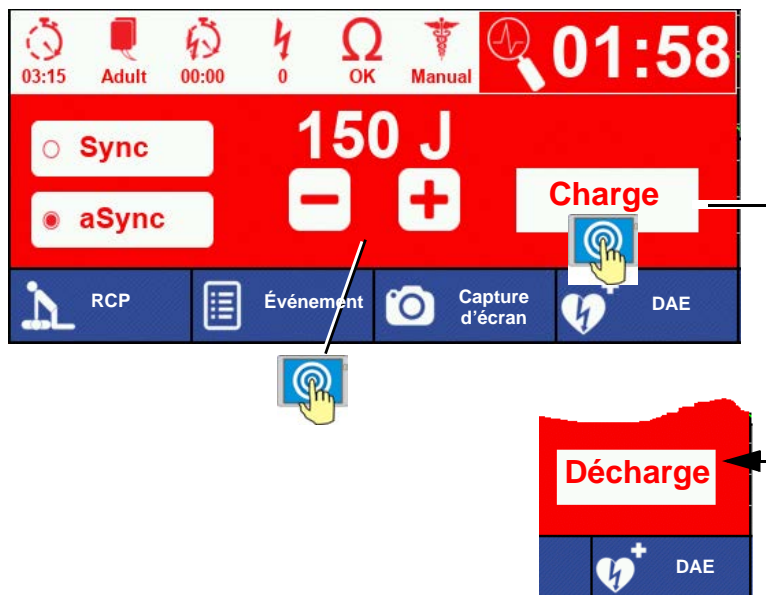 03:15 Adult 00:00 0 Ω OK Manual 01:58
150 J
Sync
aSync
− +
Charge
RCP Événement Capture d'écran DAE
Décharge
DAE